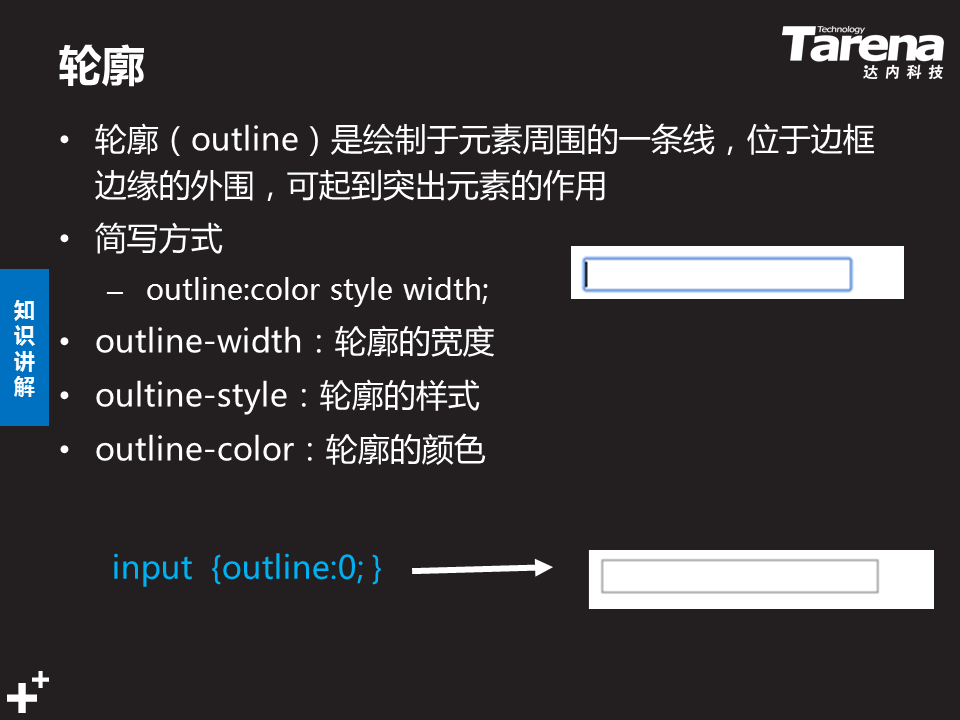 轮廓
Technology
Tarena
达内科技
• 轮廓（outline）是绘制于元素周围的一条线，位于边框
边缘的外围，可起到突出元素的作用
• 简写方式
– outline:color style width;
知识讲解
• outline-width：轮廓的宽度
• oultine-style：轮廓的样式
• outline-color：轮廓的颜色
input {outline:0; }